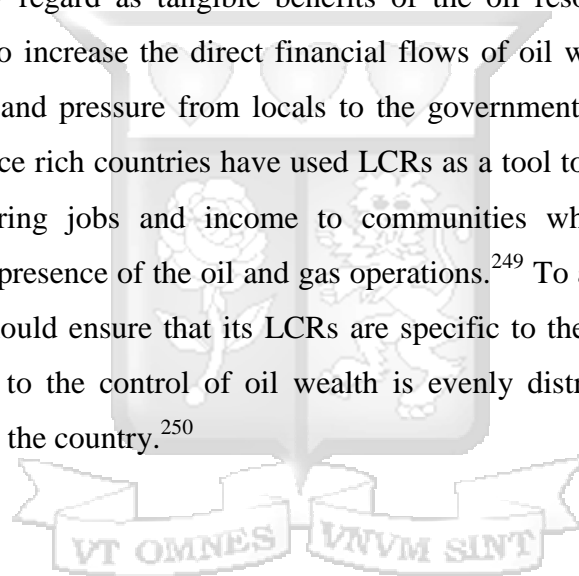 regard as tangible benefits of the oil
o increase the direct financial flows of oil w
and pressure from locals to the government
ce rich countries have used LCRs as a tool to
ring jobs and income to communities wh
presence of the oil and gas operations.249 To
ould ensure that its LCRs are specific to the
to the control of oil wealth is evenly distr
the country.250
VT OMNES VNVM SINT